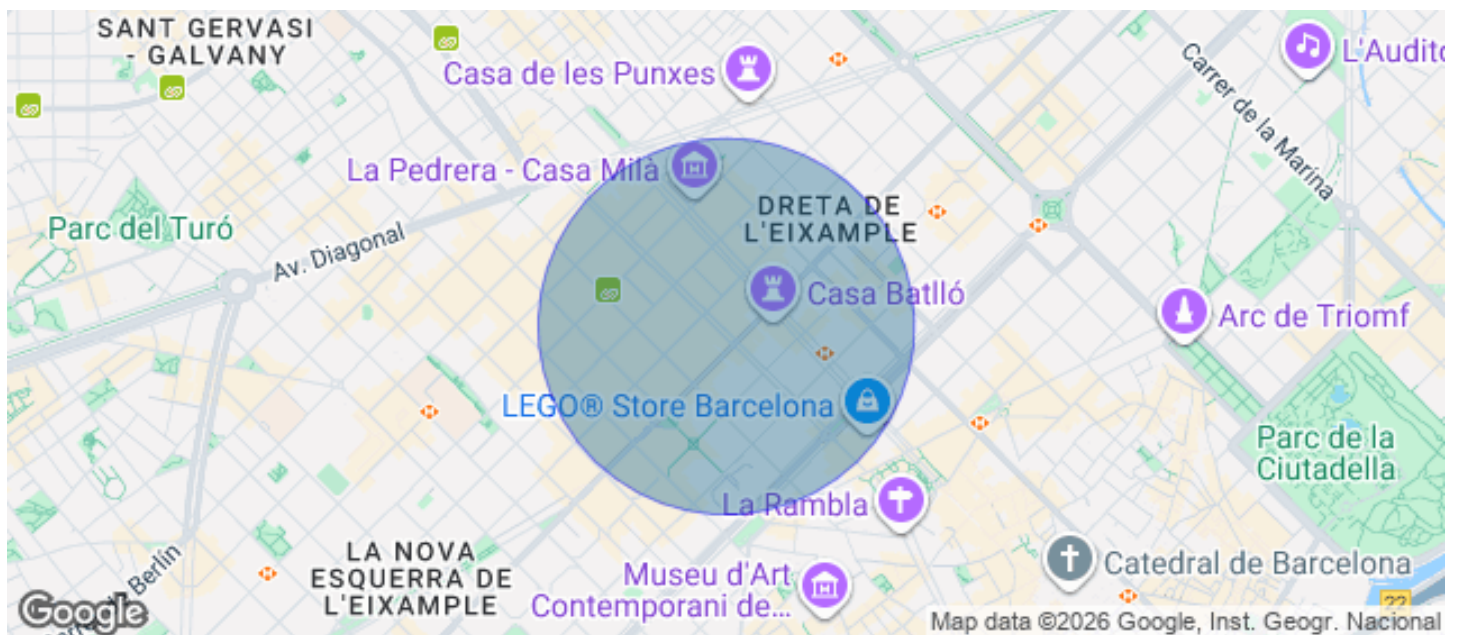 SANT GERVASI
- GALVANY
Casa de les Punxes
L'Audito
Carrer de la Marina
La Pedrera - Casa Milà
DRETA DE
L'EIXAMPLE
Parc del Turó
Av. Diagonal
Casa Batlló
Arc de Triomf
LEGO® Store Barcelona
Parc de la
Ciutadella
La Rambla
LA NOVA
ESQUERRA DE
L'EIXAMPLE
Museu d'Art
Contemporani de...
Catedral de Barcelona
Berlín
22
Google
Map data ©2026 Google, Inst. Geogr. Nacional